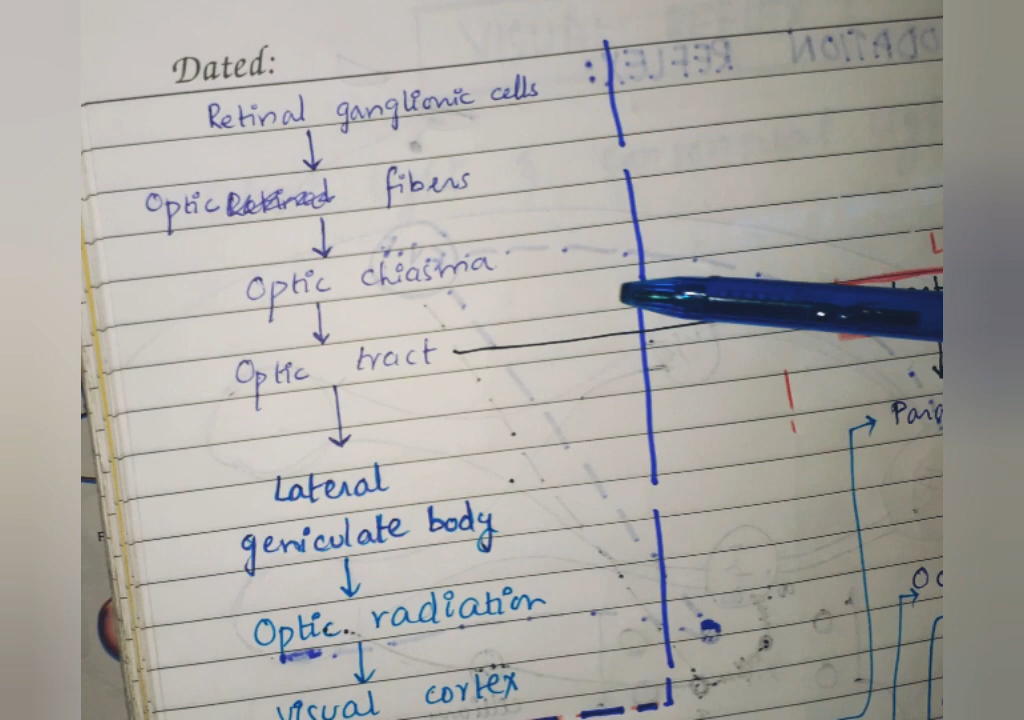 Dated:
Retinal ganglionic cells
Optic fibers
Optic chiasma
Optic tract
Lateral
geniculate body
Optic radiation
Visual cortex